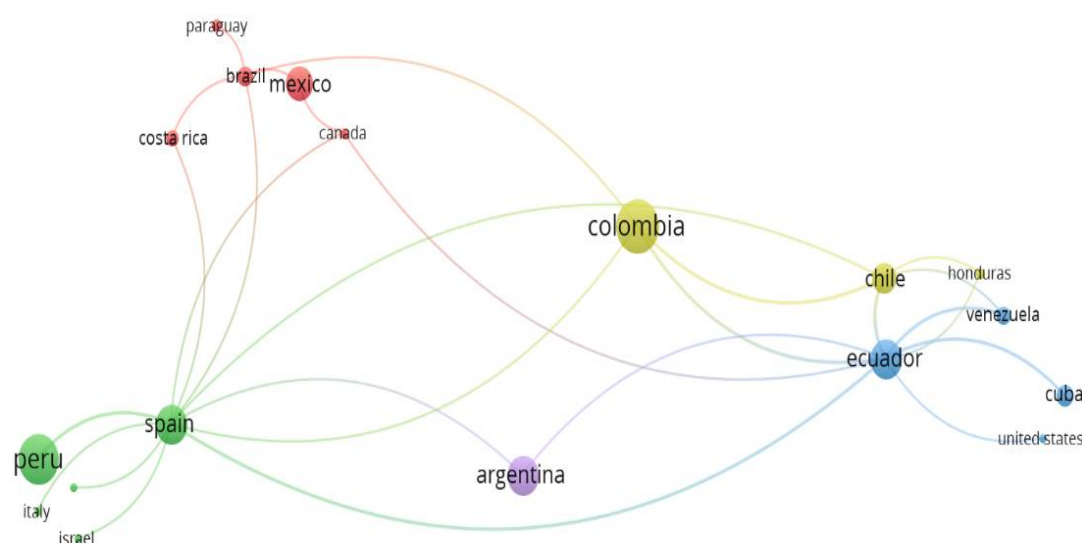 paraguay
brazil
mexico
costa rica
canada
colombia
chile
honduras
venezuela
ecuador
cuba
spain
united states
peru
argentina
italy
israel